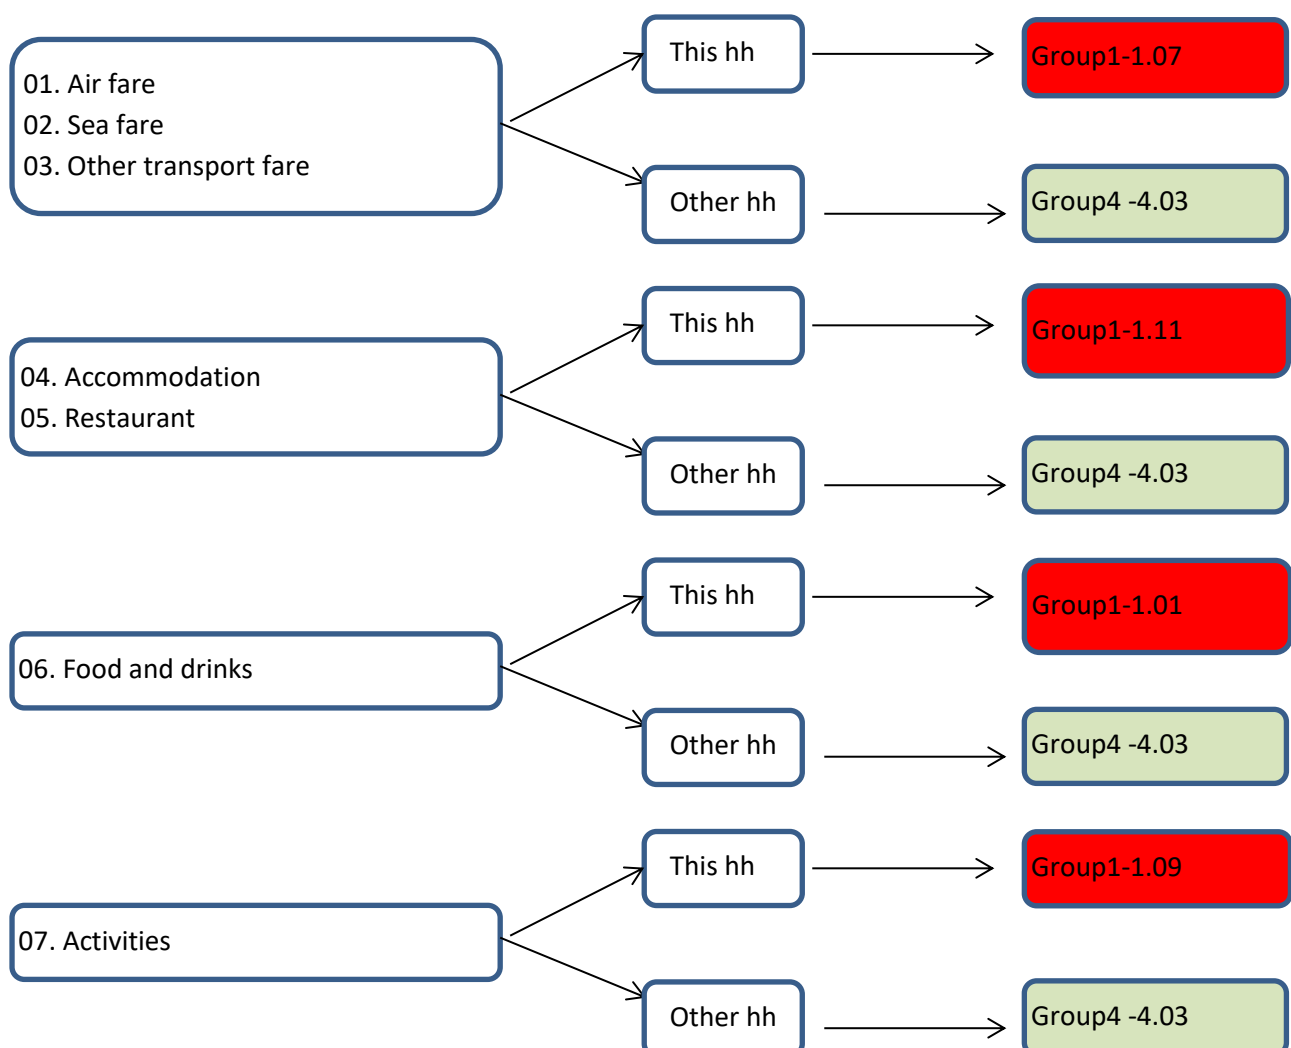 01. Air fare
02. Sea fare
03. Other transport fare
This hh
Group1-1.07
Other hh
Group4 -4.03
04. Accommodation
05. Restaurant
This hh
Group1-1.11
Other hh
Group4 -4.03
06. Food and drinks
This hh
Group1-1.01
Other hh
Group4 -4.03
07. Activities
This hh
Group1-1.09
Other hh
Group4 -4.03